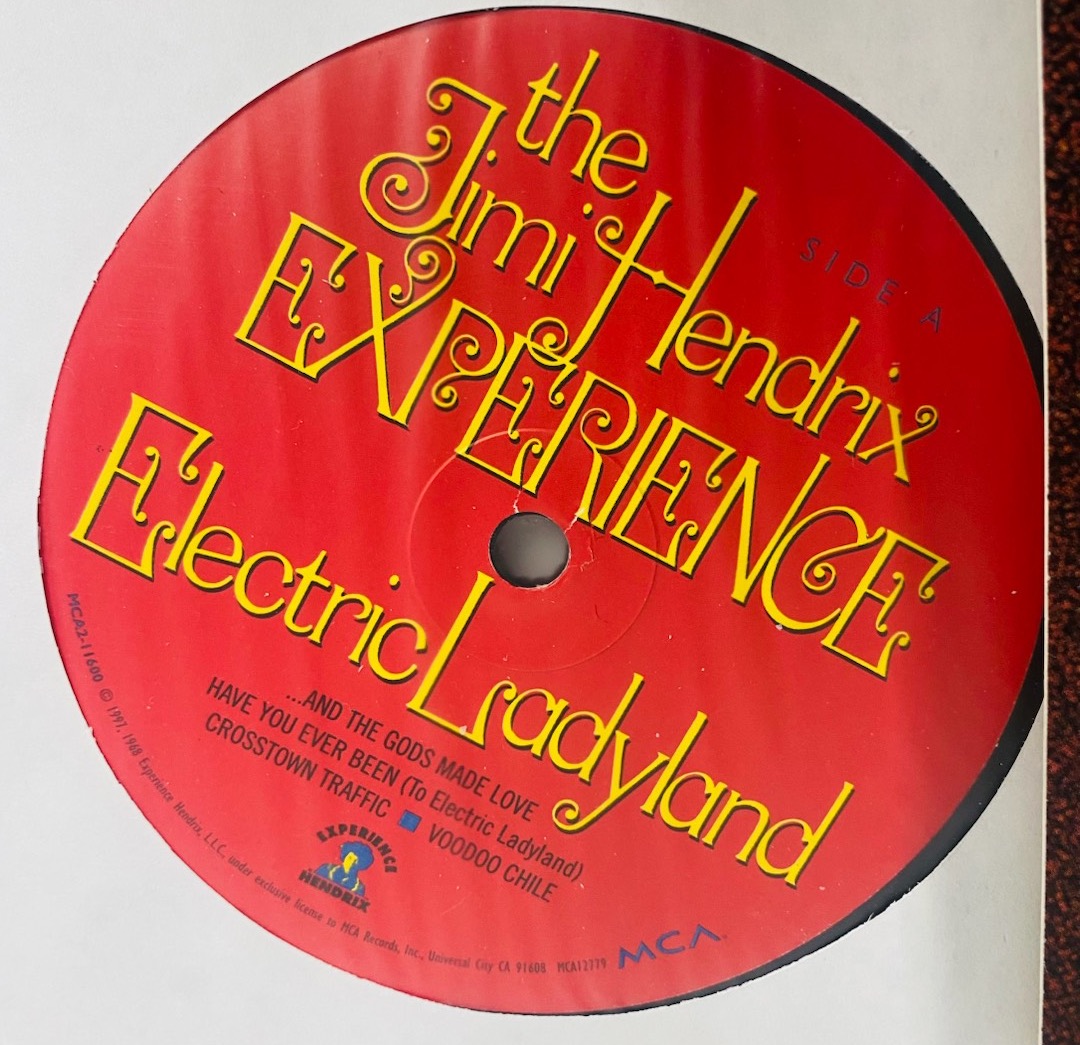 the
Jimi Hendrix
EXPERIENCE
SIDE A
Electric Ladyland
...AND THE GODS MADE LOVE
HAVE YOU EVER BEEN (To Electric Ladyland)
CROSSTOWN TRAFFIC ■ VOODOO CHILE
EXPERIENCE
HENDRIX
MCA2-11600 © 1997, 1968 Experience Hendrix, L.L.C., under exclusive license to MCA Records, Inc., Universal City CA 91608 MCA12779
MCA